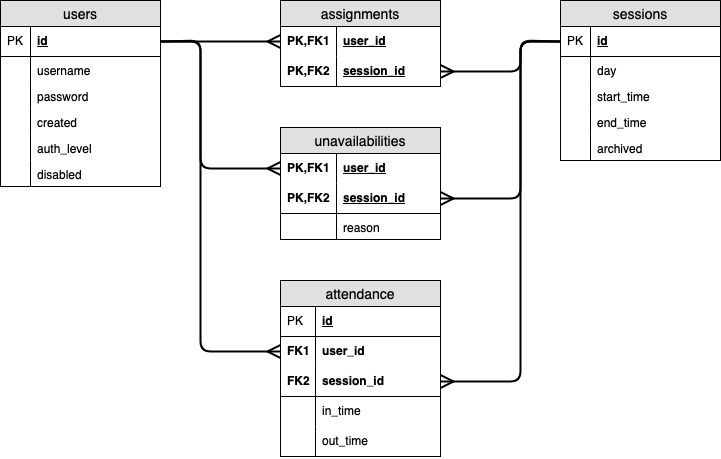 users
PK id
username
password
created
auth_level
disabled
assignments
PK,FK1 user_id
PK,FK2 session_id
unavailabilities
PK,FK1 user_id
PK,FK2 session_id
reason
attendance
PK id
FK1 user_id
FK2 session_id
in_time
out_time
sessions
PK id
day
start_time
end_time
archived